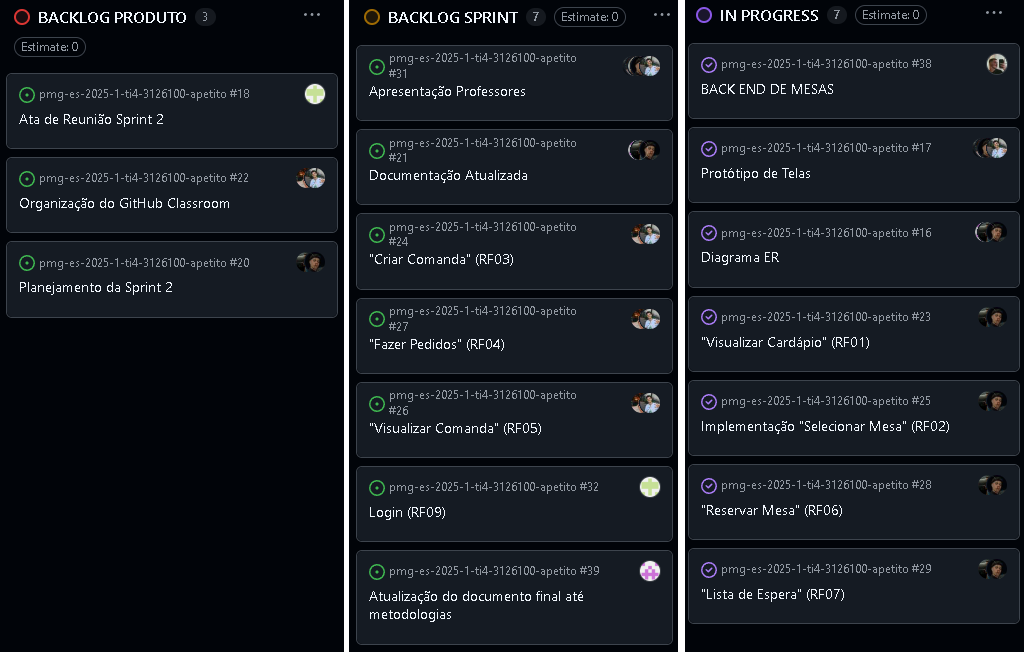 BACKLOG PRODUTO 3 ...
Estimate: 0
pmg-es-2025-1-ti4-3126100-apetito #18
Ata de Reunião Sprint 2
pmg-es-2025-1-ti4-3126100-apetito #22
Organização do GitHub Classroom
pmg-es-2025-1-ti4-3126100-apetito #20
Planejamento da Sprint 2
BACKLOG SPRINT 7 Estimate: 0 ...
pmg-es-2025-1-ti4-3126100-apetito
#31
Apresentação Professores
pmg-es-2025-1-ti4-3126100-apetito
#21
Documentação Atualizada
pmg-es-2025-1-ti4-3126100-apetito
#24
"Criar Comanda" (RF03)
pmg-es-2025-1-ti4-3126100-apetito
#27
"Fazer Pedidos" (RF04)
pmg-es-2025-1-ti4-3126100-apetito
#26
"Visualizar Comanda" (RF05)
pmg-es-2025-1-ti4-3126100-apetito #32
Login (RF09)
pmg-es-2025-1-ti4-3126100-apetito #39
Atualização do documento final até
metodologias
IN PROGRESS 7 Estimate: 0 ...
pmg-es-2025-1-ti4-3126100-apetito #38
BACK END DE MESAS
pmg-es-2025-1-ti4-3126100-apetito #17
Protótipo de Telas
pmg-es-2025-1-ti4-3126100-apetito #16
Diagrama ER
pmg-es-2025-1-ti4-3126100-apetito #23
"Visualizar Cardápio" (RF01)
pmg-es-2025-1-ti4-3126100-apetito #25
Implementação "Selecionar Mesa" (RF02)
pmg-es-2025-1-ti4-3126100-apetito #28
"Reservar Mesa" (RF06)
pmg-es-2025-1-ti4-3126100-apetito #29
"Lista de Espera" (RF07)